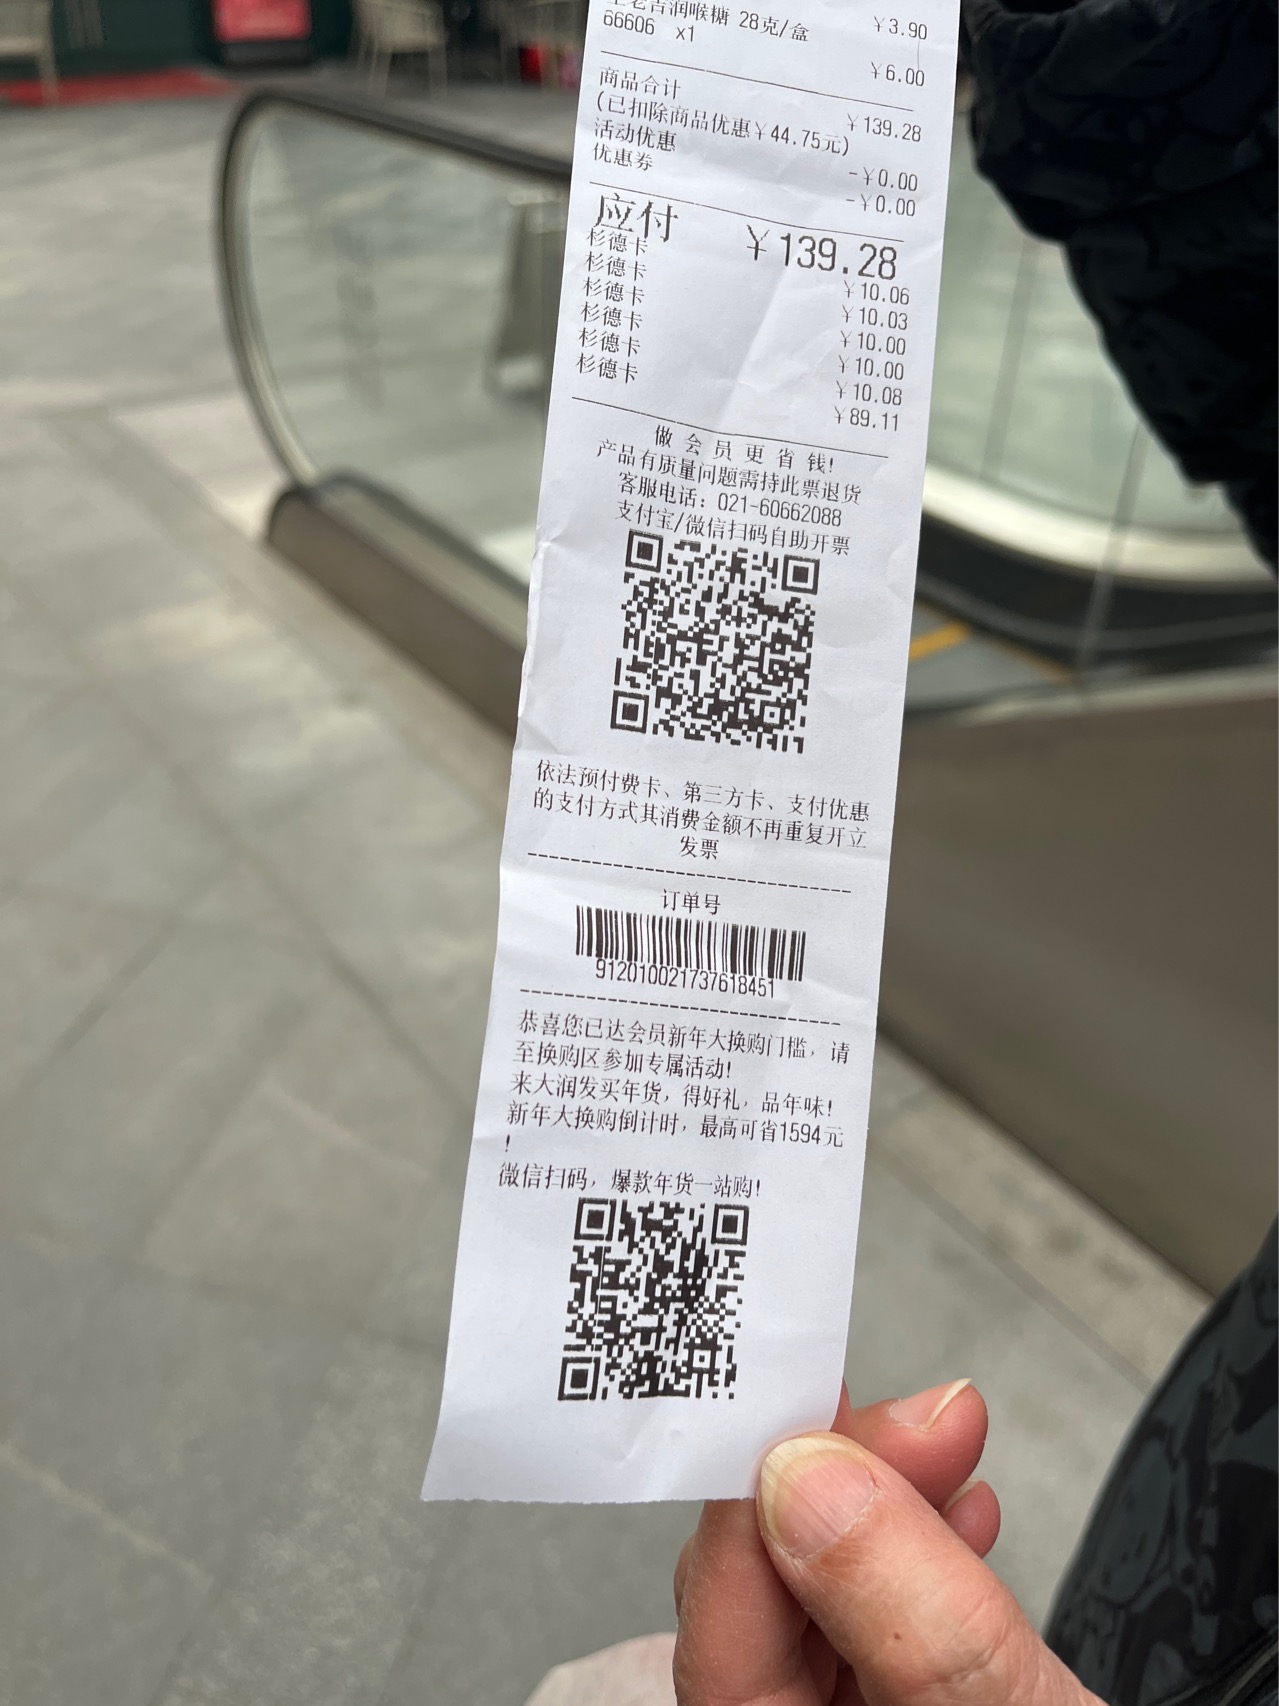 老吉润喉糖 28克/盒
¥3.90
66606 x1
¥6.00
商品合计
¥139.28
(已扣除商品优惠¥44.75元)
活动优惠 -¥0.00
优惠券 -¥0.00
应付 ¥139.28
杉德卡 ¥10.06
杉德卡 ¥10.03
杉德卡 ¥10.00
杉德卡 ¥10.00
杉德卡 ¥10.08
杉德卡 ¥89.11
做 会 员 更 省 钱!
产品有质量问题需持此票退货
客服电话: 021-60662088
支付宝/微信扫码自助开票
依法预付费卡、第三方卡、支付优惠
的支付方式其消费金额不再重复开立
发票
订单号
912010021737618451
恭喜您已达会员新年大换购门槛, 请
至换购区参加专属活动!
来大润发买年货, 得好礼, 品年味!
新年大换购倒计时, 最高可省1594元
!
微信扫码, 爆款年货一站购!